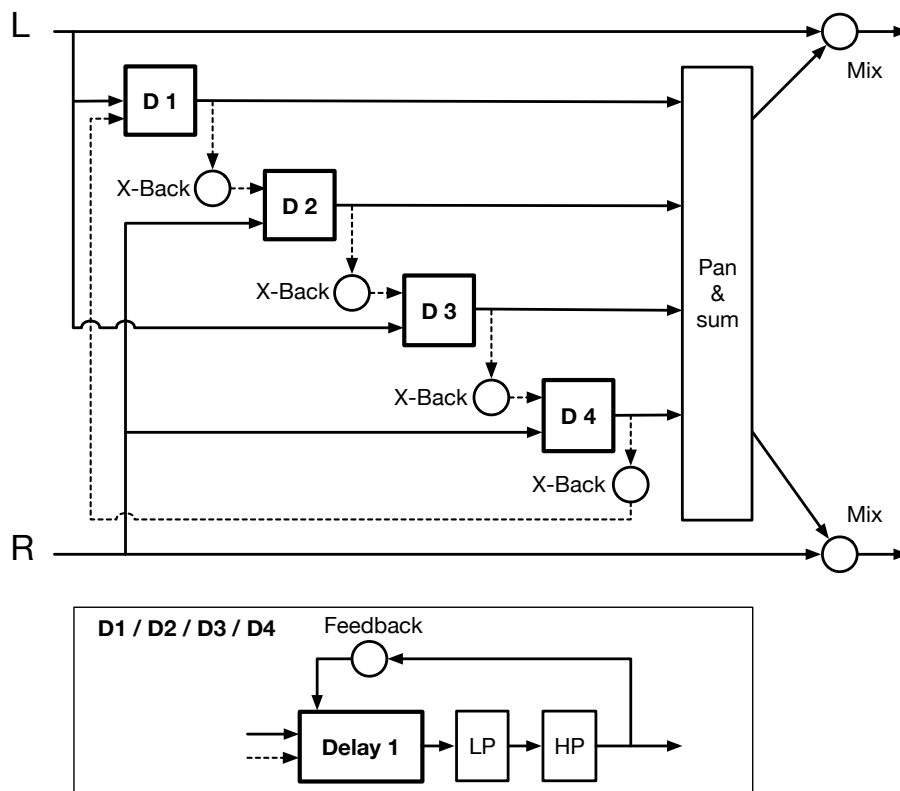 L
Mix
D 1
X-Back
D 2
X-Back
D 3
Pan
&
sum
X-Back
D 4
X-Back
Mix
R
D1 / D2 / D3 / D4
Feedback
Delay 1
LP
HP